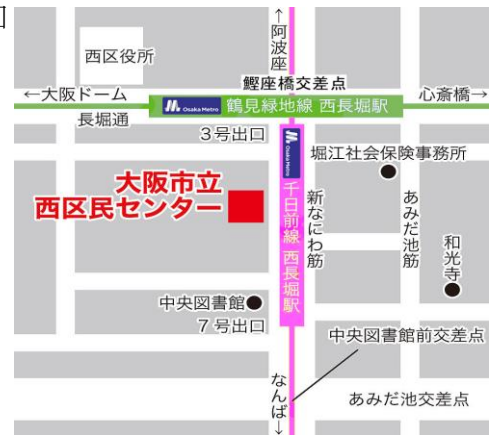 ↑阿波座
西区役所
鰹座橋交差点
←大阪ドーム
Osaka Metro 鶴見緑地線 西長堀駅
心斎橋→
長堀通
3号出口
Osaka Metro 千日前線 西長堀駅
堀江社会保険事務所
大阪市立
西区民センター
新なにわ筋
あみだ池筋
和光寺
中央図書館
7号出口
中央図書館前交差点
なんば↓
あみだ池交差点